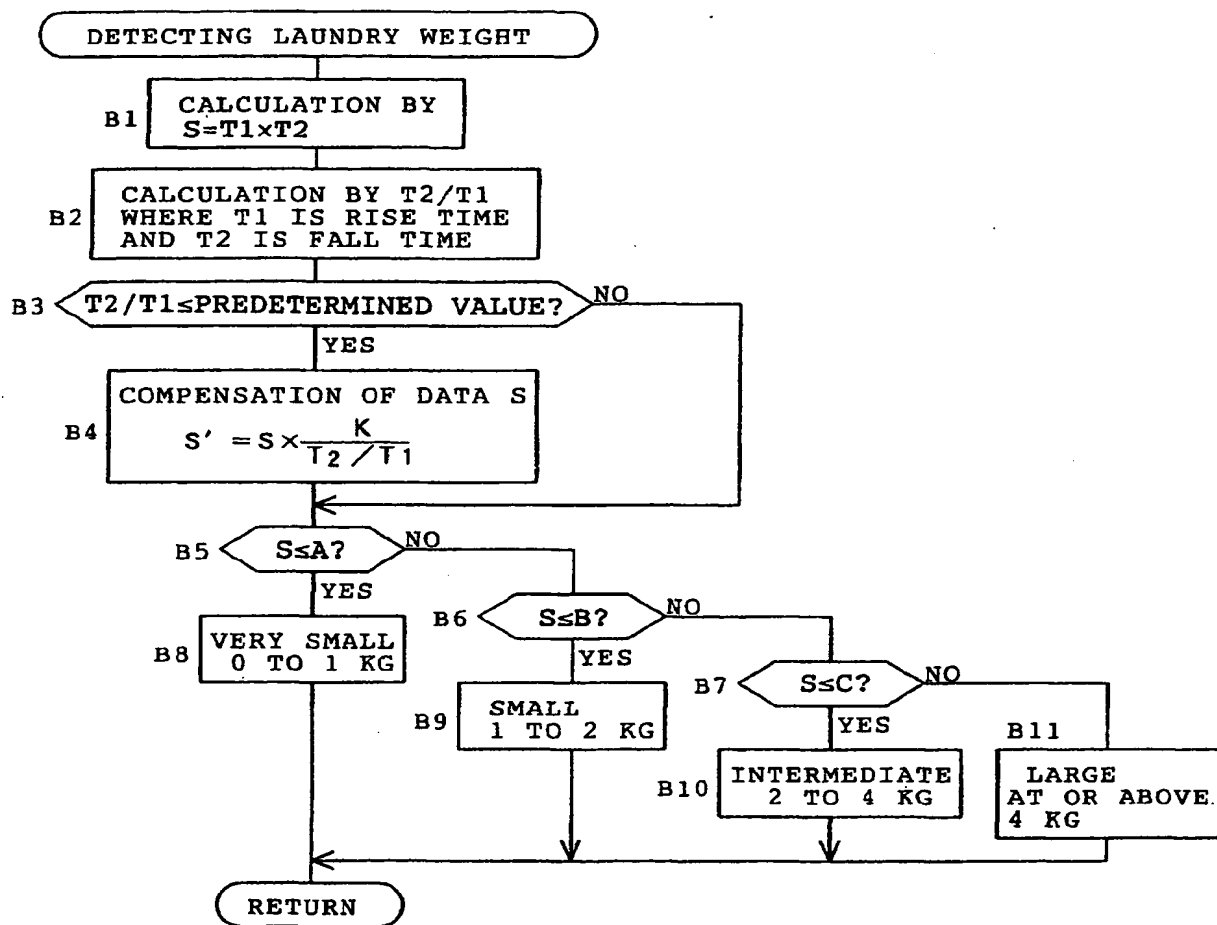 DETECTING LAUNDRY WEIGHT
B1
CALCULATION BY
S=T1×T2
B2
CALCULATION BY T2/T1
WHERE T1 IS RISE TIME
AND T2 IS FALL TIME
B3
T2/T1≤PREDETERMINED VALUE?
NO
YES
B4
COMPENSATION OF DATA S
S' = S × K / T2/T1
B5
S≤A?
NO
YES
B6
S≤B?
NO
YES
B7
S≤C?
NO
YES
B8
VERY SMALL
0 TO 1 KG
B9
SMALL
1 TO 2 KG
B10
INTERMEDIATE
2 TO 4 KG
B11
LARGE
AT OR ABOVE
4 KG
RETURN